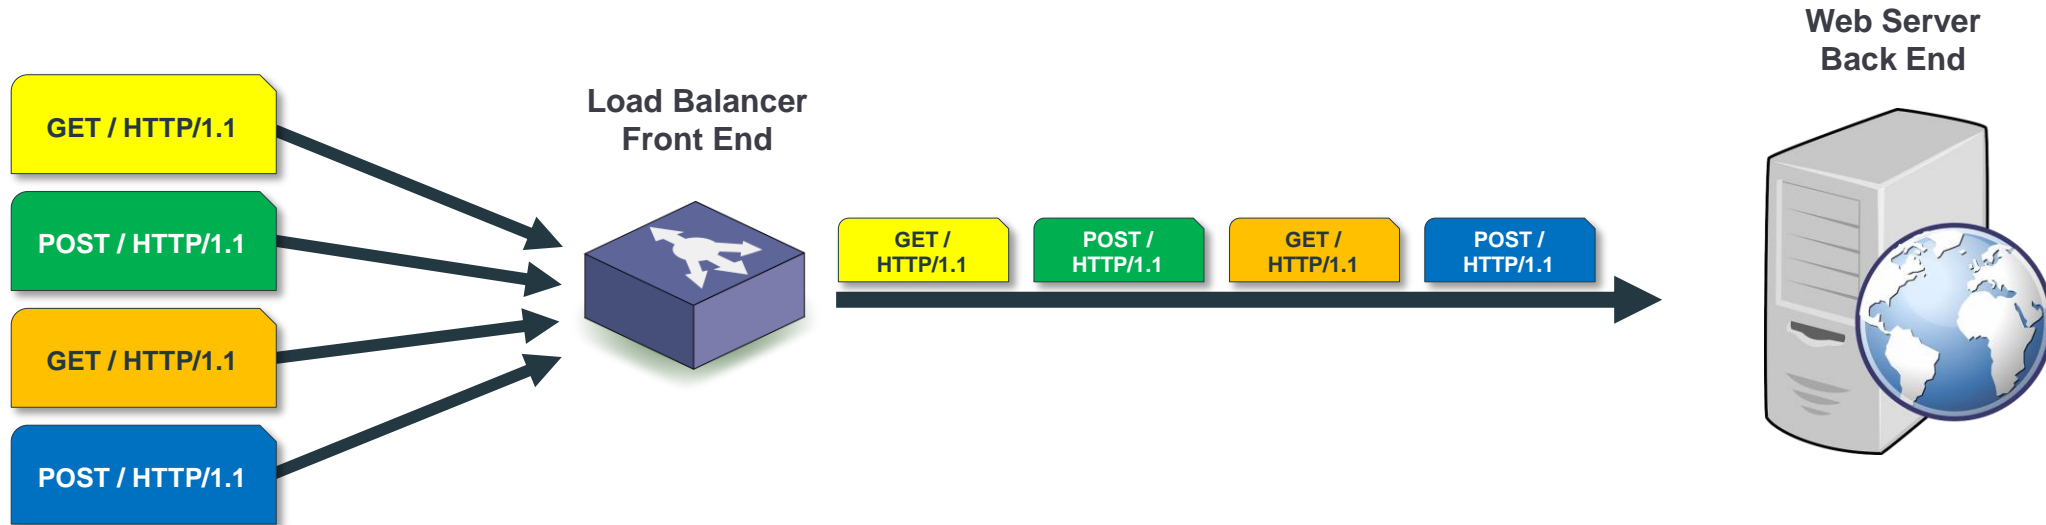 GET / HTTP/1.1
POST / HTTP/1.1
GET / HTTP/1.1
POST / HTTP/1.1
Load Balancer
Front End
GET /
HTTP/1.1
POST /
HTTP/1.1
GET /
HTTP/1.1
POST /
HTTP/1.1
Web Server
Back End